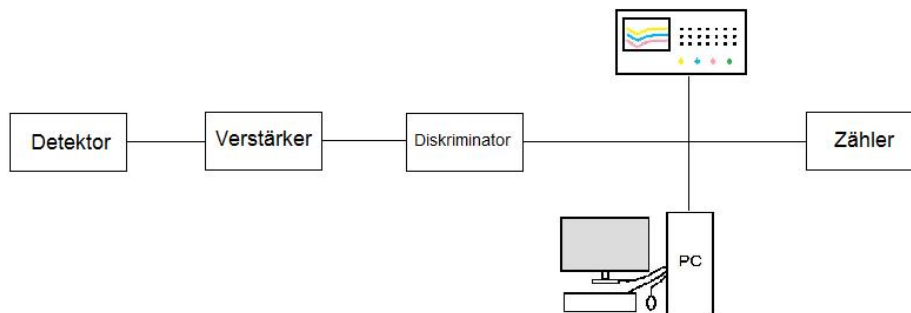 Detektor
Verstärker
Diskriminator
Zähler
PC